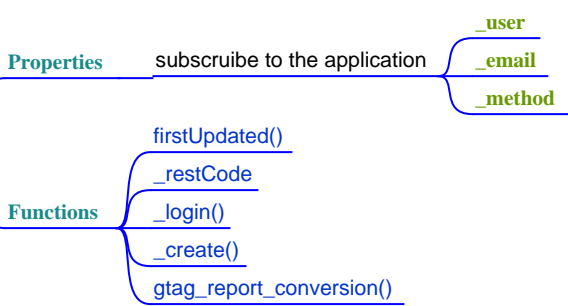 Properties
subscruibe to the application
_user
_email
_method
Functions
firstUpdated()
_restCode
_login()
_create()
gtag_report_conversion()